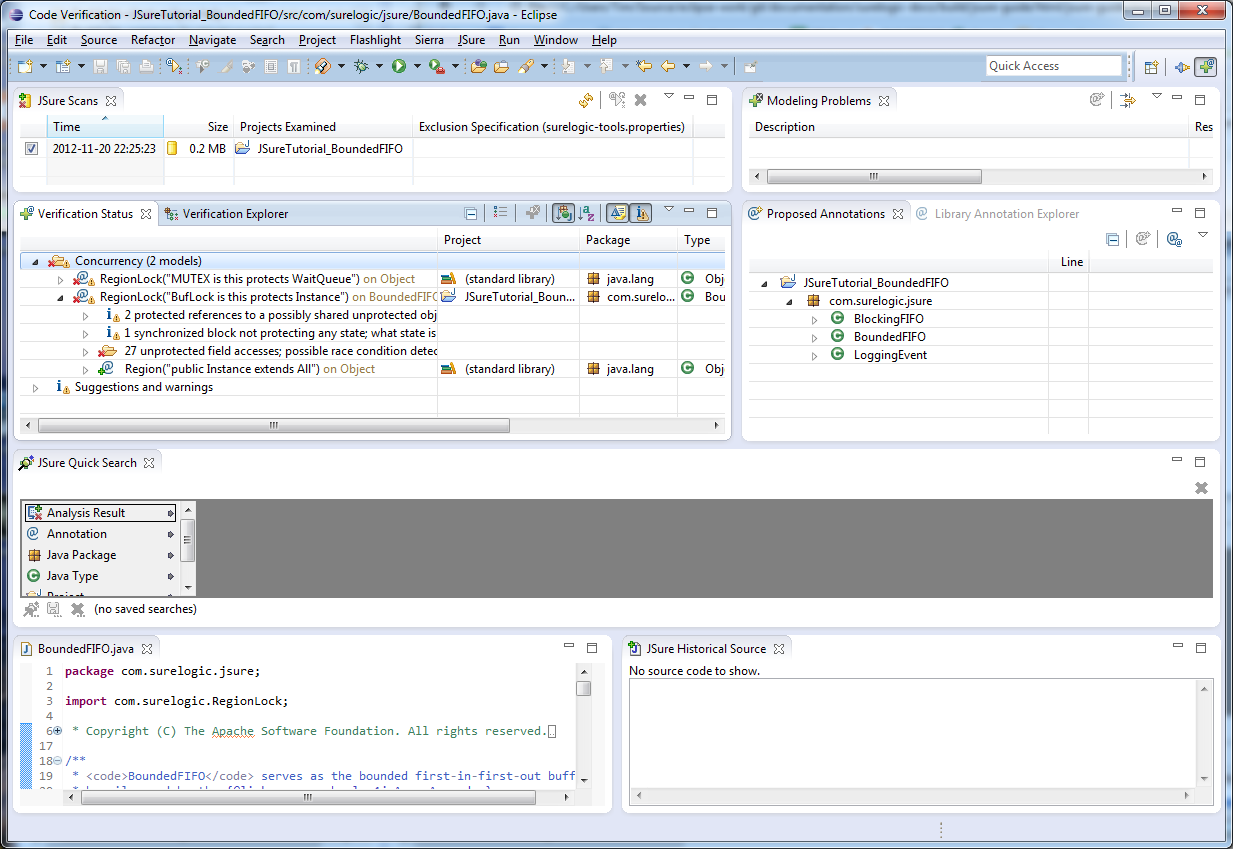 Code Verification - JSureTutorial_BoundedFIFO/src/com/surelogic/jsure/BoundedFIFO.java - Eclipse
File Edit Source Refactor Navigate Search Project Flashlight Sierra JSure Run Window Help
Quick Access
JSure Scans
Time Size Projects Examined Exclusion Specification (surelogic-tools.properties)
2012-11-20 22:25:23 0.2 MB JSureTutorial_BoundedFIFO
Modeling Problems
Description Res
Verification Status Verification Explorer
Project Package Type
Concurrency (2 models)
RegionLock("MUTEX is this protects WaitQueue") on Object (standard library) java.lang Obj
RegionLock("BufLock is this protects Instance") on BoundedFIFO JSureTutorial_Boun... com.surelo... Bou
2 protected references to a possibly shared unprotected obj
1 synchronized block not protecting any state; what state is
27 unprotected field accesses; possible race condition detec
Region("public Instance extends All") on Object (standard library) java.lang Obj
Suggestions and warnings
Proposed Annotations Library Annotation Explorer
Line
JSureTutorial_BoundedFIFO
com.surelogic.jsure
BlockingFIFO
BoundedFIFO
LoggingEvent
JSure Quick Search
Analysis Result
Annotation
Java Package
Java Type
Project
(no saved searches)
BoundedFIFO.java
1 package com.surelogic.jsure;
2
3 import com.surelogic.RegionLock;
4
6 * Copyright (C) The Apache Software Foundation. All rights reserved.
17
18 /**
19 * <code>BoundedFIFO</code> serves as the bounded first-in-first-out buff
JSure Historical Source
No source code to show.